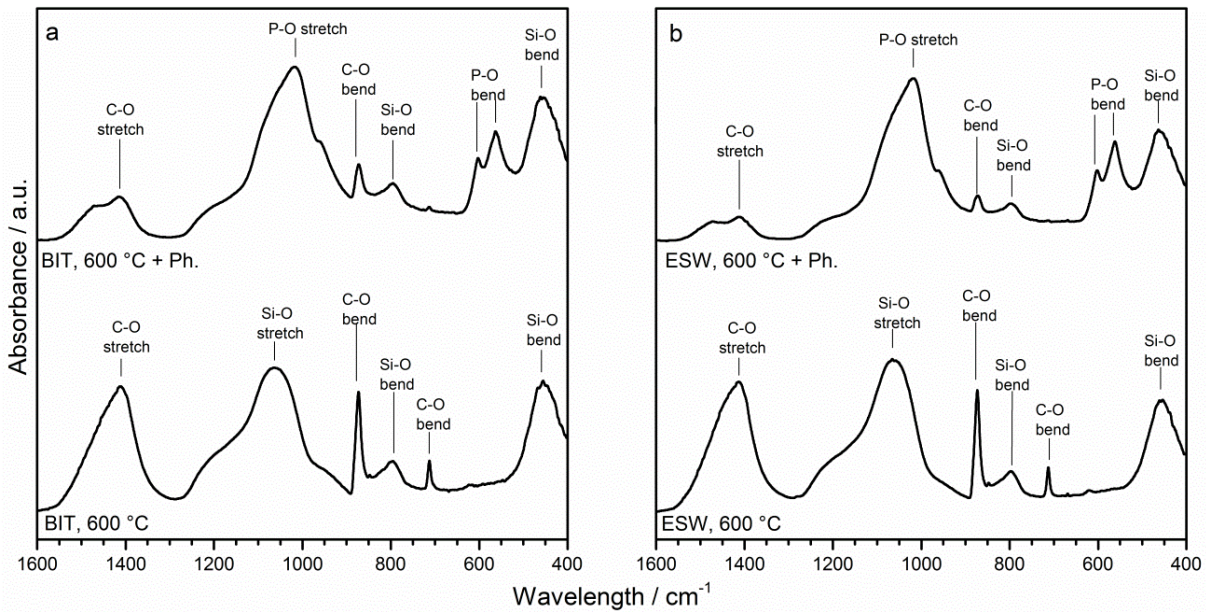 a
P-O stretch
Si-O
bend
C-O
bend
P-O
bend
C-O
stretch
Si-O
bend
BIT, 600 °C + Ph.
C-O
stretch
Si-O
stretch
C-O
bend
Si-O
bend
C-O
bend
Si-O
bend
BIT, 600 °C
1600 1400 1200 1000 800 600 400
b
P-O stretch
Si-O
bend
P-O
bend
C-O
bend
C-O
stretch
Si-O
bend
ESW, 600 °C + Ph.
C-O
stretch
Si-O
stretch
C-O
bend
Si-O
bend
C-O
bend
Si-O
bend
ESW, 600 °C
1600 1400 1200 1000 800 600 400
Absorbance / a.u.
Wavelength / cm⁻¹